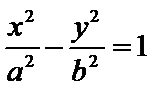 x²/a² − y²/b² = 1